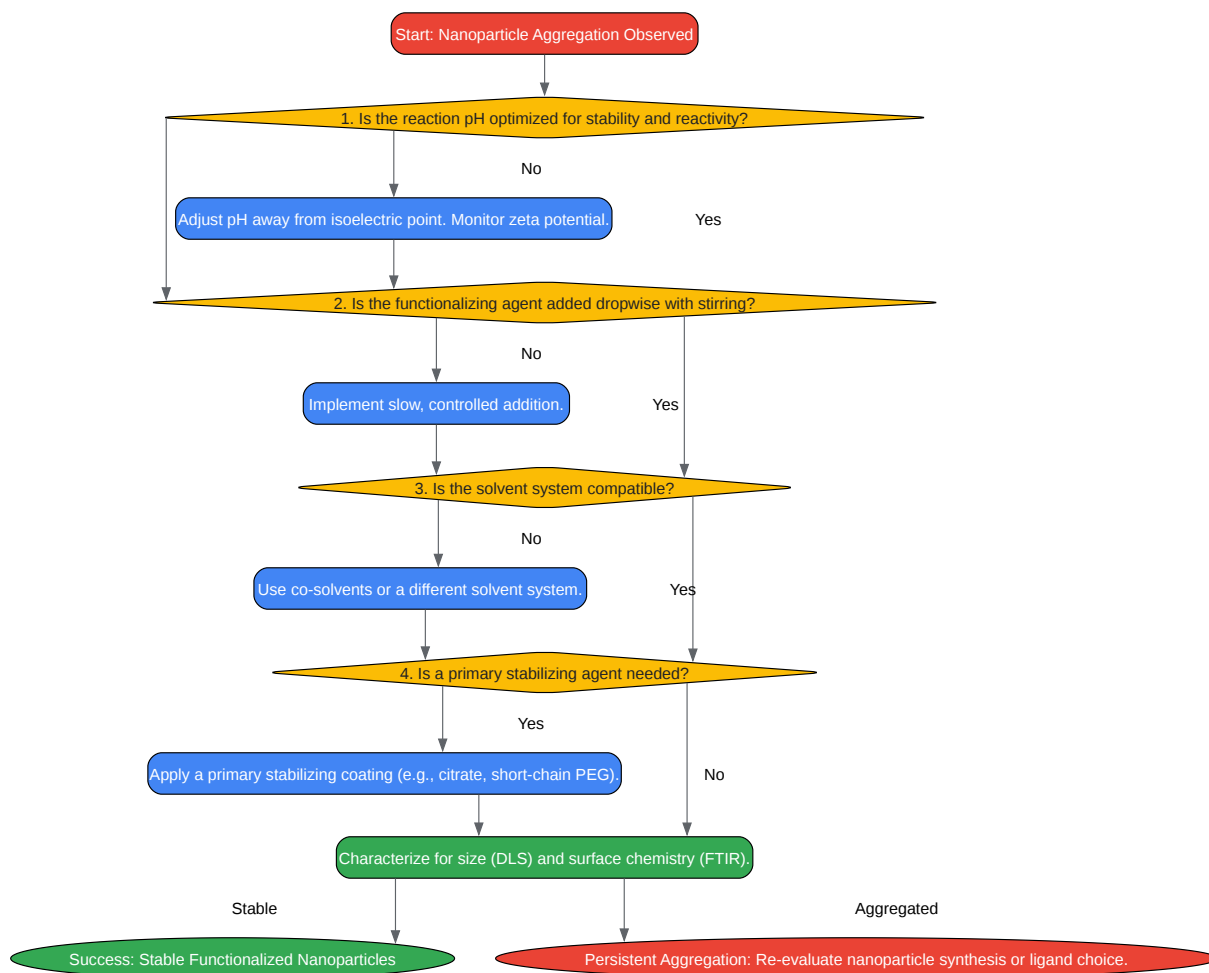 Start: Nanoparticle Aggregation Observed
1. Is the reaction pH optimized for stability and reactivity?
No
Adjust pH away from isoelectric point. Monitor zeta potential.
Yes
2. Is the functionalizing agent added dropwise with stirring?
No
Implement slow, controlled addition.
Yes
3. Is the solvent system compatible?
No
Use co-solvents or a different solvent system.
Yes
4. Is a primary stabilizing agent needed?
Yes
Apply a primary stabilizing coating (e.g., citrate, short-chain PEG).
No
Characterize for size (DLS) and surface chemistry (FTIR).
Stable
Aggregated
Success: Stable Functionalized Nanoparticles
Persistent Aggregation: Re-evaluate nanoparticle synthesis or ligand choice.